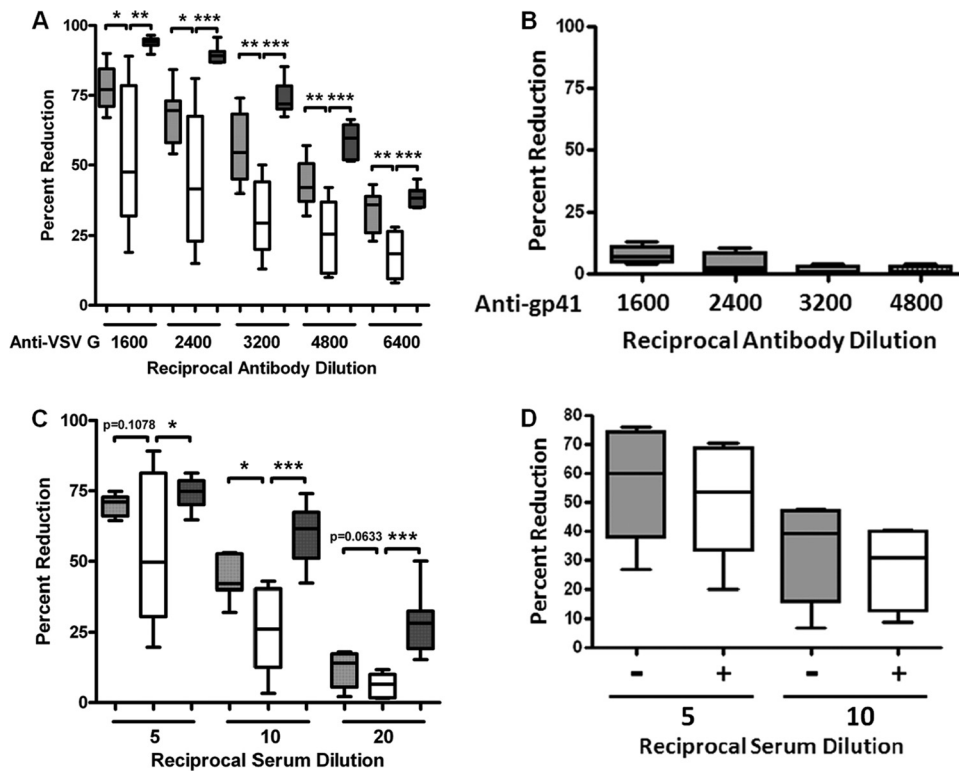 A
* ** * *** ** *** ** *** ** ***
100
75
50
25
0
Percent Reduction
Anti-VSV G 1600 2400 3200 4800 6400
Reciprocal Antibody Dilution
B
100
75
50
25
0
Percent Reduction
Anti-gp41 1600 2400 3200 4800
Reciprocal Antibody Dilution
C
p=0.1078 * * *** p=0.0633 ***
100
75
50
25
0
Percent Reduction
5 10 20
Reciprocal Serum Dilution
D
80
70
60
50
40
30
20
10
0
Percent Reduction
- + - +
5 10
Reciprocal Serum Dilution